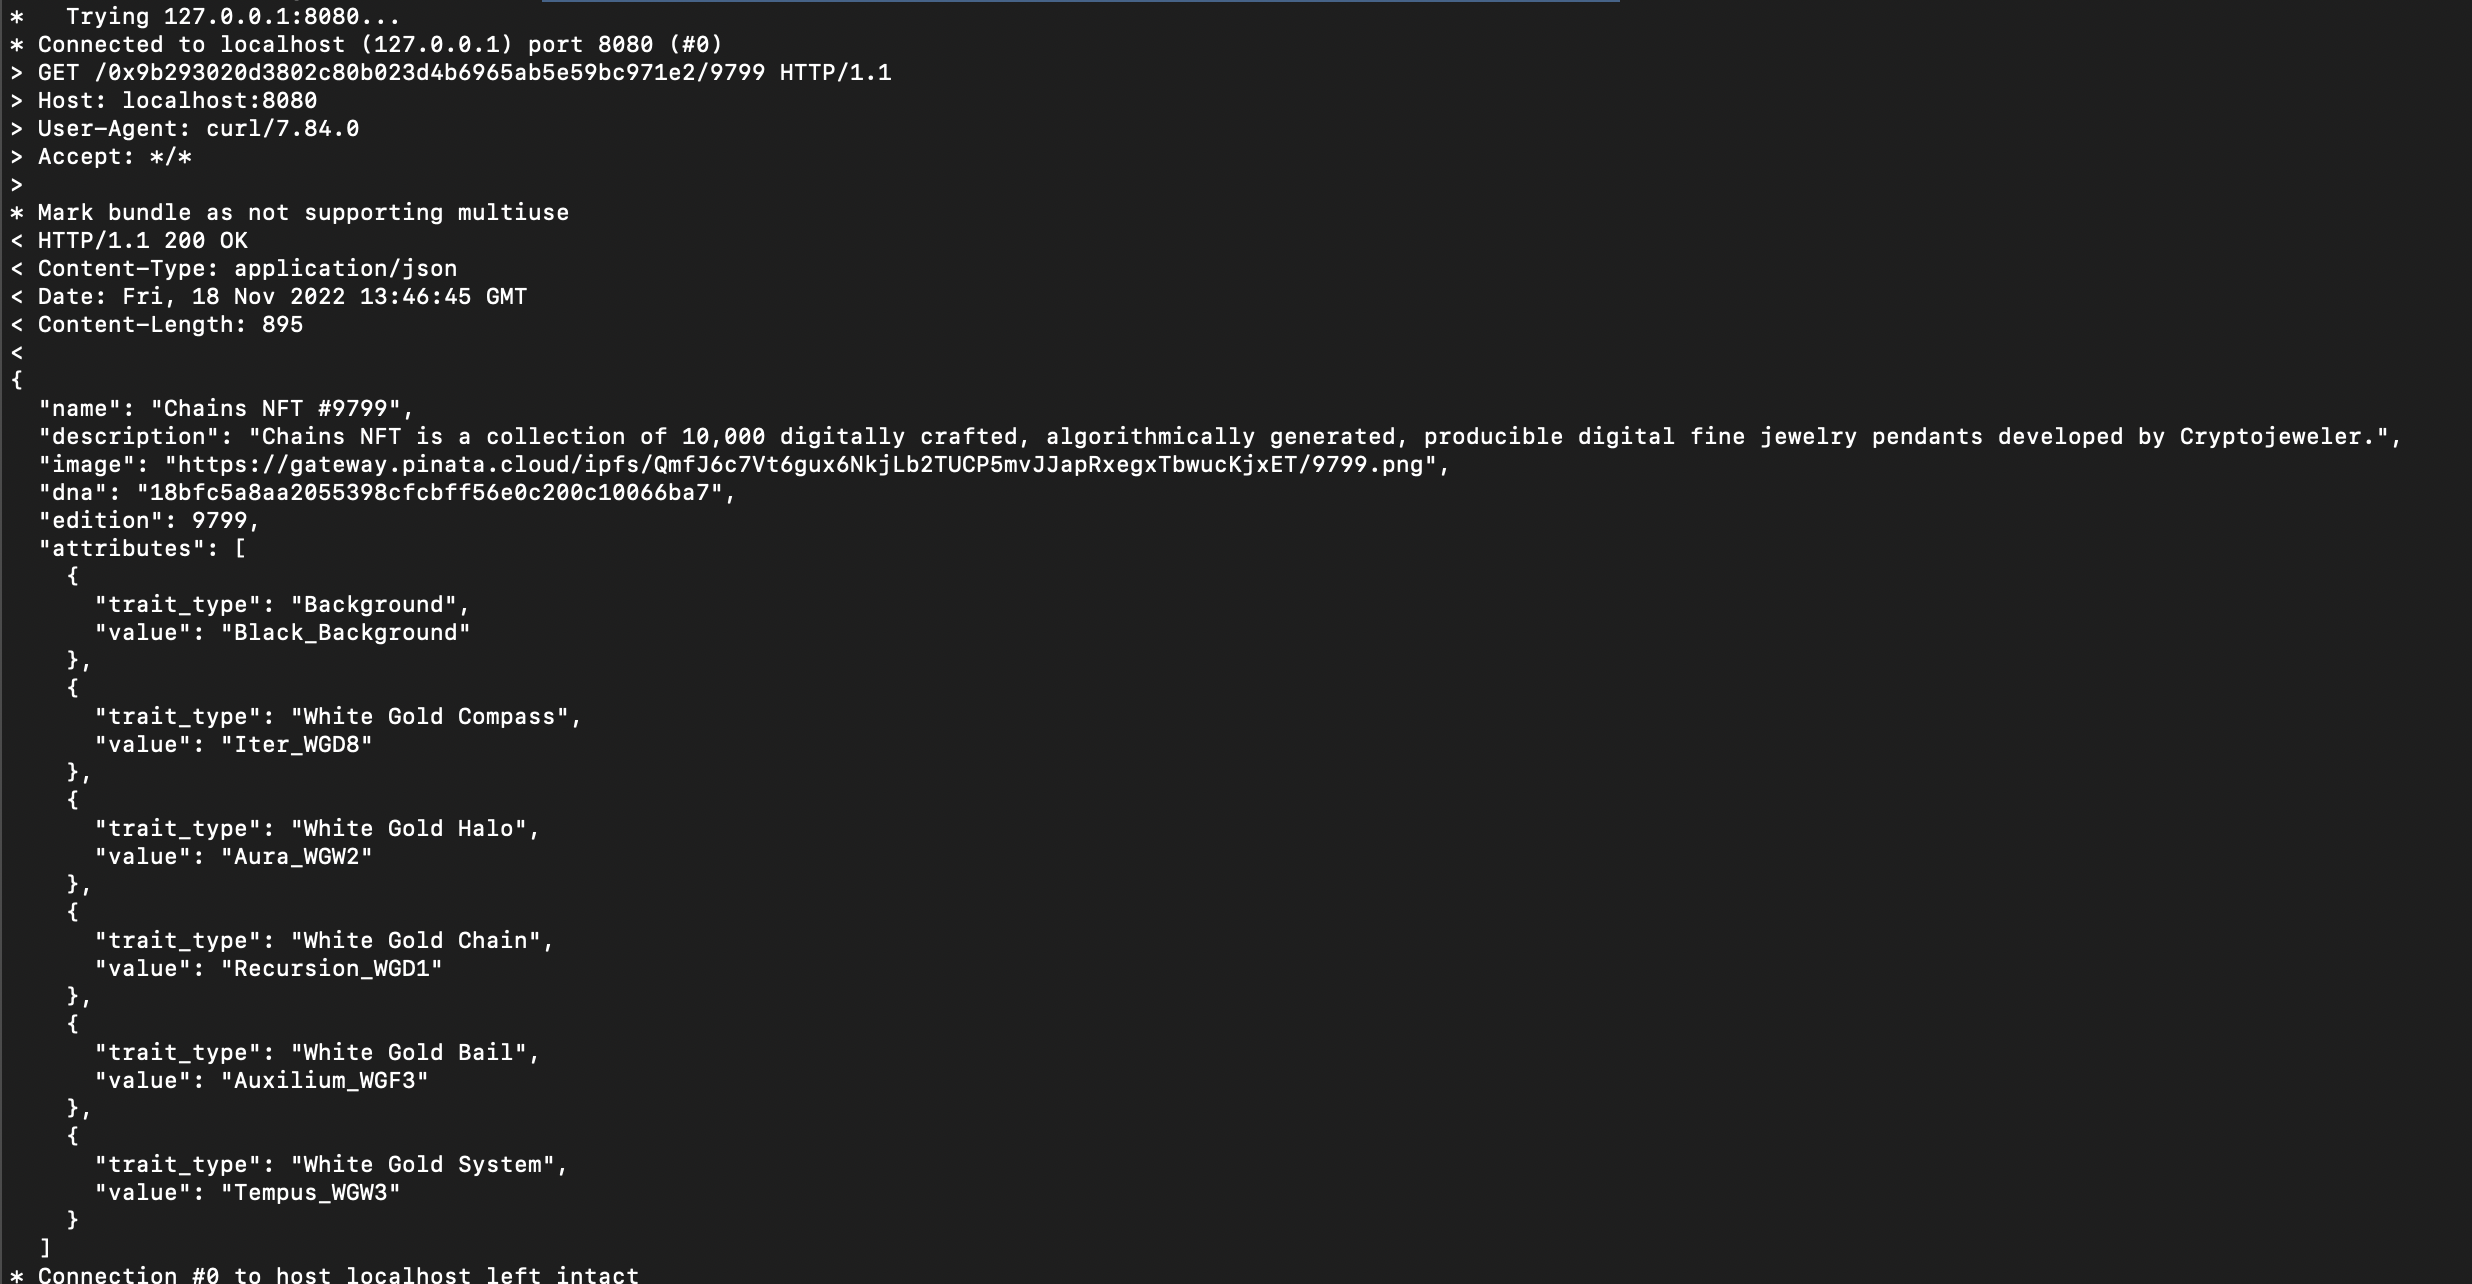 *   Trying 127.0.0.1:8080...
* Connected to localhost (127.0.0.1) port 8080 (#0)
> GET /0x9b293020d3802c80b023d4b6965ab5e59bc971e2/9799 HTTP/1.1
> Host: localhost:8080
> User-Agent: curl/7.84.0
> Accept: */*
>
* Mark bundle as not supporting multiuse
< HTTP/1.1 200 OK
< Content-Type: application/json
< Date: Fri, 18 Nov 2022 13:46:45 GMT
< Content-Length: 895
<
{
  "name": "Chains NFT #9799",
  "description": "Chains NFT is a collection of 10,000 digitally crafted, algorithmically generated, producible digital fine jewelry pendants developed by Cryptojeweler.",
  "image": "https://gateway.pinata.cloud/ipfs/QmfJ6c7Vt6gux6NkjLb2TUCP5mvJJapRxegxTbwucKjxET/9799.png",
  "dna": "18bfc5a8aa2055398cfcbff56e0c200c10066ba7",
  "edition": 9799,
  "attributes": [
    {
      "trait_type": "Background",
      "value": "Black_Background"
    },
    {
      "trait_type": "White Gold Compass",
      "value": "Iter_WGD8"
    },
    {
      "trait_type": "White Gold Halo",
      "value": "Aura_WGW2"
    },
    {
      "trait_type": "White Gold Chain",
      "value": "Recursion_WGD1"
    },
    {
      "trait_type": "White Gold Bail",
      "value": "Auxilium_WGF3"
    },
    {
      "trait_type": "White Gold System",
      "value": "Tempus_WGW3"
    }
  ]
* Connection #0 to host localhost left intact